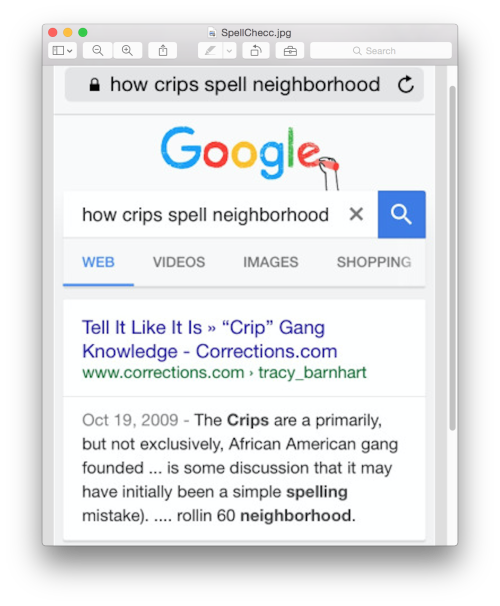 SpellChecc.jpg
Search
how crips spell neighborhood
Google
how crips spell neighborhood
WEB VIDEOS IMAGES SHOPPING
Tell It Like It Is » “Crip” Gang
Knowledge - Corrections.com
www.corrections.com › tracy_barnhart
Oct 19, 2009 - The Crips are a primarily,
but not exclusively, African American gang
founded ... is some discussion that it may
have initially been a simple spelling
mistake). .... rollin 60 neighborhood.